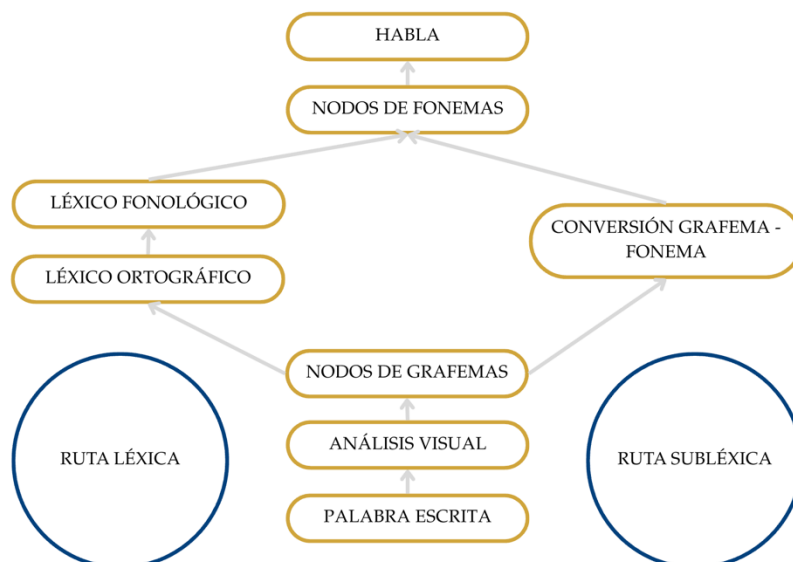 HABLA
NODOS DE FONEMAS
LÉXICO FONOLÓGICO
CONVERSIÓN GRAFEMA -
FONEMA
LÉXICO ORTOGRÁFICO
NODOS DE GRAFEMAS
RUTA LÉXICA
ANÁLISIS VISUAL
RUTA SUBLÉXICA
PALABRA ESCRITA